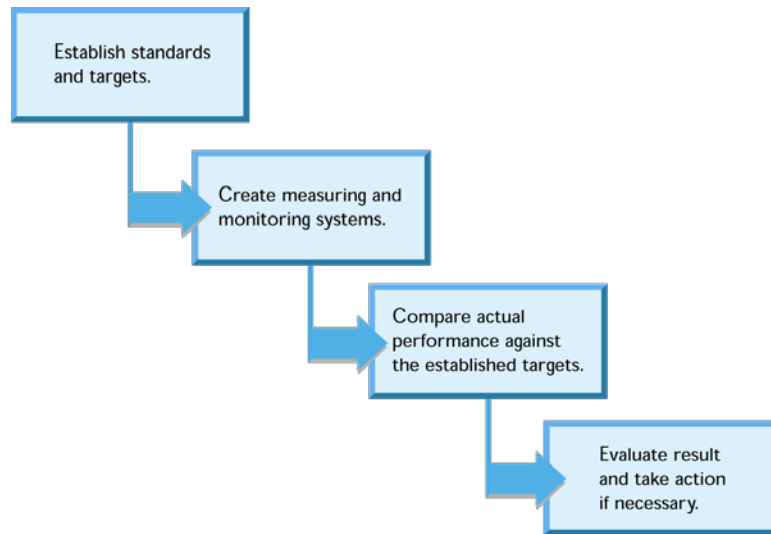 Establish standards
and targets.
Create measuring and
monitoring systems.
Compare actual
performance against
the established targets.
Evaluate result
and take action
if necessary.